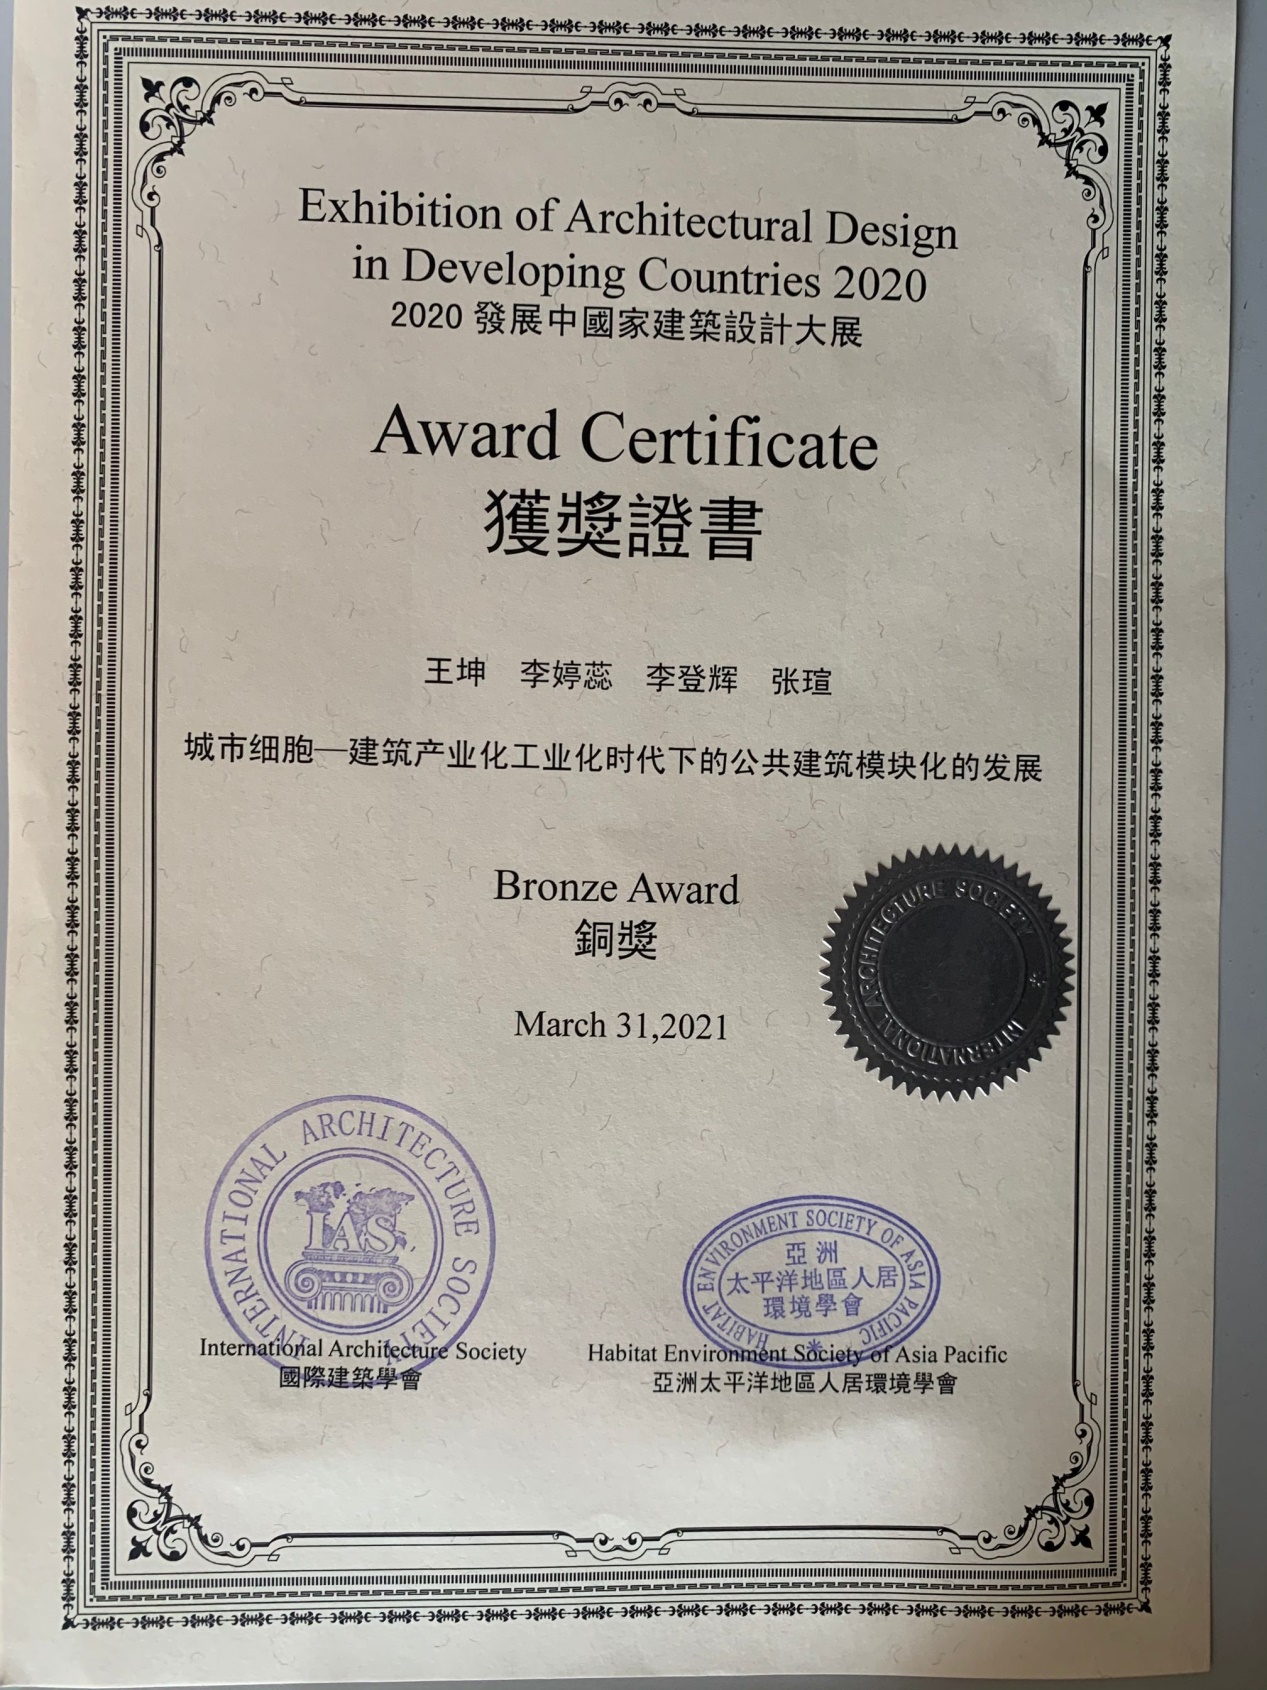 Exhibition of Architectural Design
in Developing Countries 2020
2020 發展中國家建築設計大展
Award Certificate
獲獎證書
王坤 李婷蕊 李登辉 张瑄
城市细胞—建筑产业化工业化时代下的公共建筑模块化的发展
Bronze Award
銅獎
March 31,2021
INTERNATIONAL ARCHITECTURE SOCIETY *
INTERNATIONAL ARCHITECTURE SOCIETY
IAS
HABITAT ENVIRONMENT SOCIETY OF ASIA PACIFIC
亞洲
太平洋地區人居
環境學會
*
International Architecture Society
國際建築學會
Habitat Environment Society of Asia Pacific
亞洲太平洋地區人居環境學會